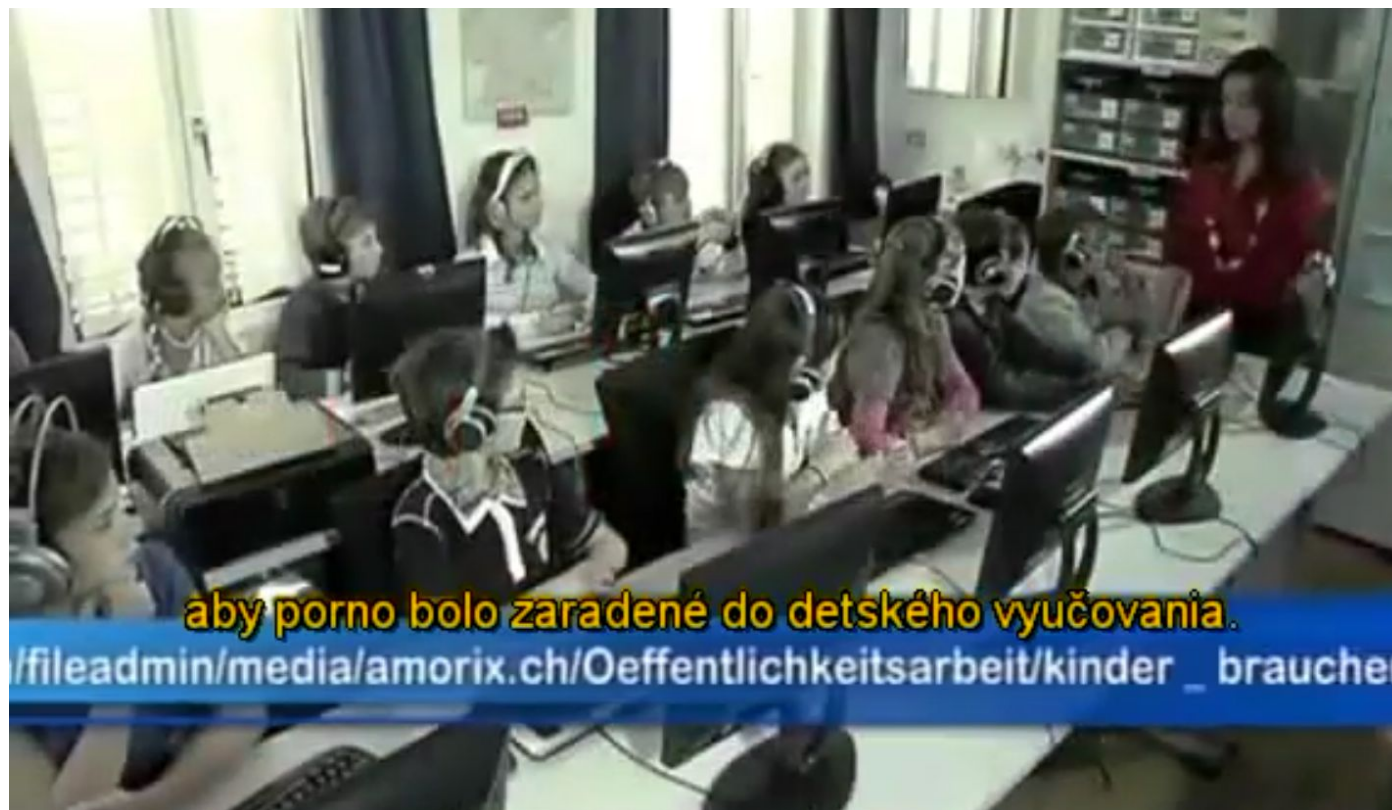 aby porno bolo zaradené do detského vyučovania.
/fileadmin/media/amorix.ch/Oeffentlichkeitsarbeit/kinder _ brauche